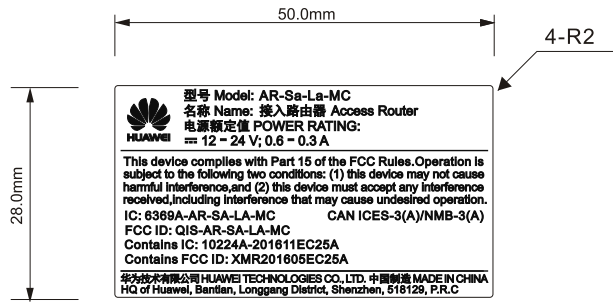 50.0mm
4-R2
28.0mm
HUAWEI
型号 Model: AR-Sa-La-MC
名称 Name: 接入路由器 Access Router
电源额定值 POWER RATING:
⎓ 12 - 24 V; 0.6 - 0.3 A
This device complies with Part 15 of the FCC Rules.Operation is
subject to the following two conditions: (1) this device may not cause
harmful interference,and (2) this device must accept any interference
received,including interference that may cause undesired operation.
IC: 6369A-AR-SA-LA-MC CAN ICES-3(A)/NMB-3(A)
FCC ID: QIS-AR-SA-LA-MC
Contains IC: 10224A-201611EC25A
Contains FCC ID: XMR201605EC25A
华为技术有限公司 HUAWEI TECHNOLOGIES CO., LTD. 中国制造 MADE IN CHINA
HQ of Huawei, Bantian, Longgang District, Shenzhen, 518129, P.R.C